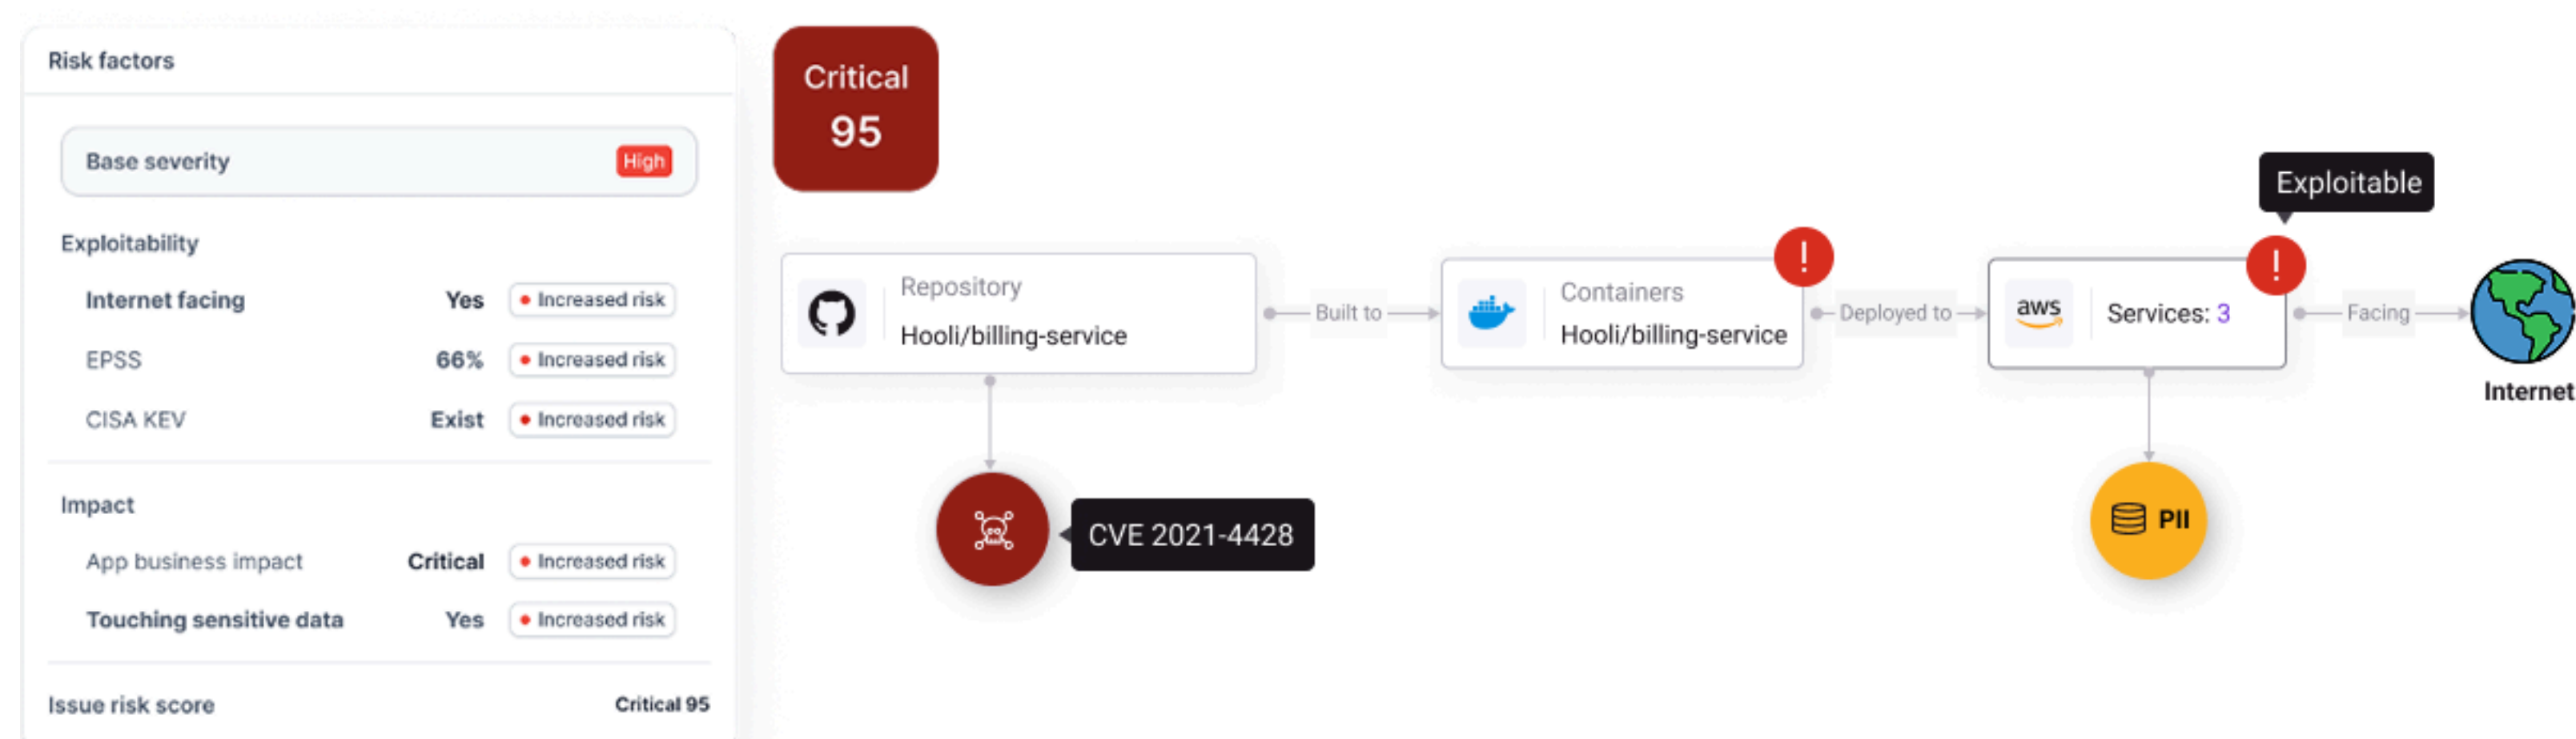 Risk factors
Base severity High
Exploitability
Internet facing Yes Increased risk
EPSS 66% Increased risk
CISA KEV Exist Increased risk
Impact
App business impact Critical Increased risk
Touching sensitive data Yes Increased risk
Issue risk score Critical 95
Critical
95
Repository
Hooli/billing-service
Built to
Containers
Hooli/billing-service
!
Deployed to
aws
Services: 3
!
Exploitable
Facing
Internet
CVE 2021-4428
PII